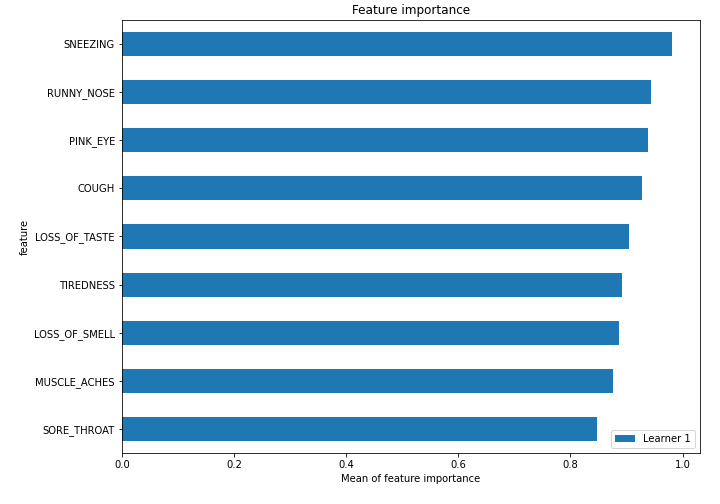 Feature importance
SNEEZING
RUNNY_NOSE
PINK_EYE
COUGH
LOSS_OF_TASTE
TIREDNESS
LOSS_OF_SMELL
MUSCLE_ACHES
SORE_THROAT
feature
Learner 1
0.0 0.2 0.4 0.6 0.8 1.0
Mean of feature importance